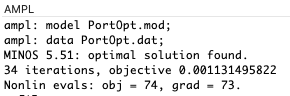 AMPL
ampl: model PortOpt.mod;
ampl: data PortOpt.dat;
MINOS 5.51: optimal solution found.
34 iterations, objective 0.001131495822
Nonlin evals: obj = 74, grad = 73.